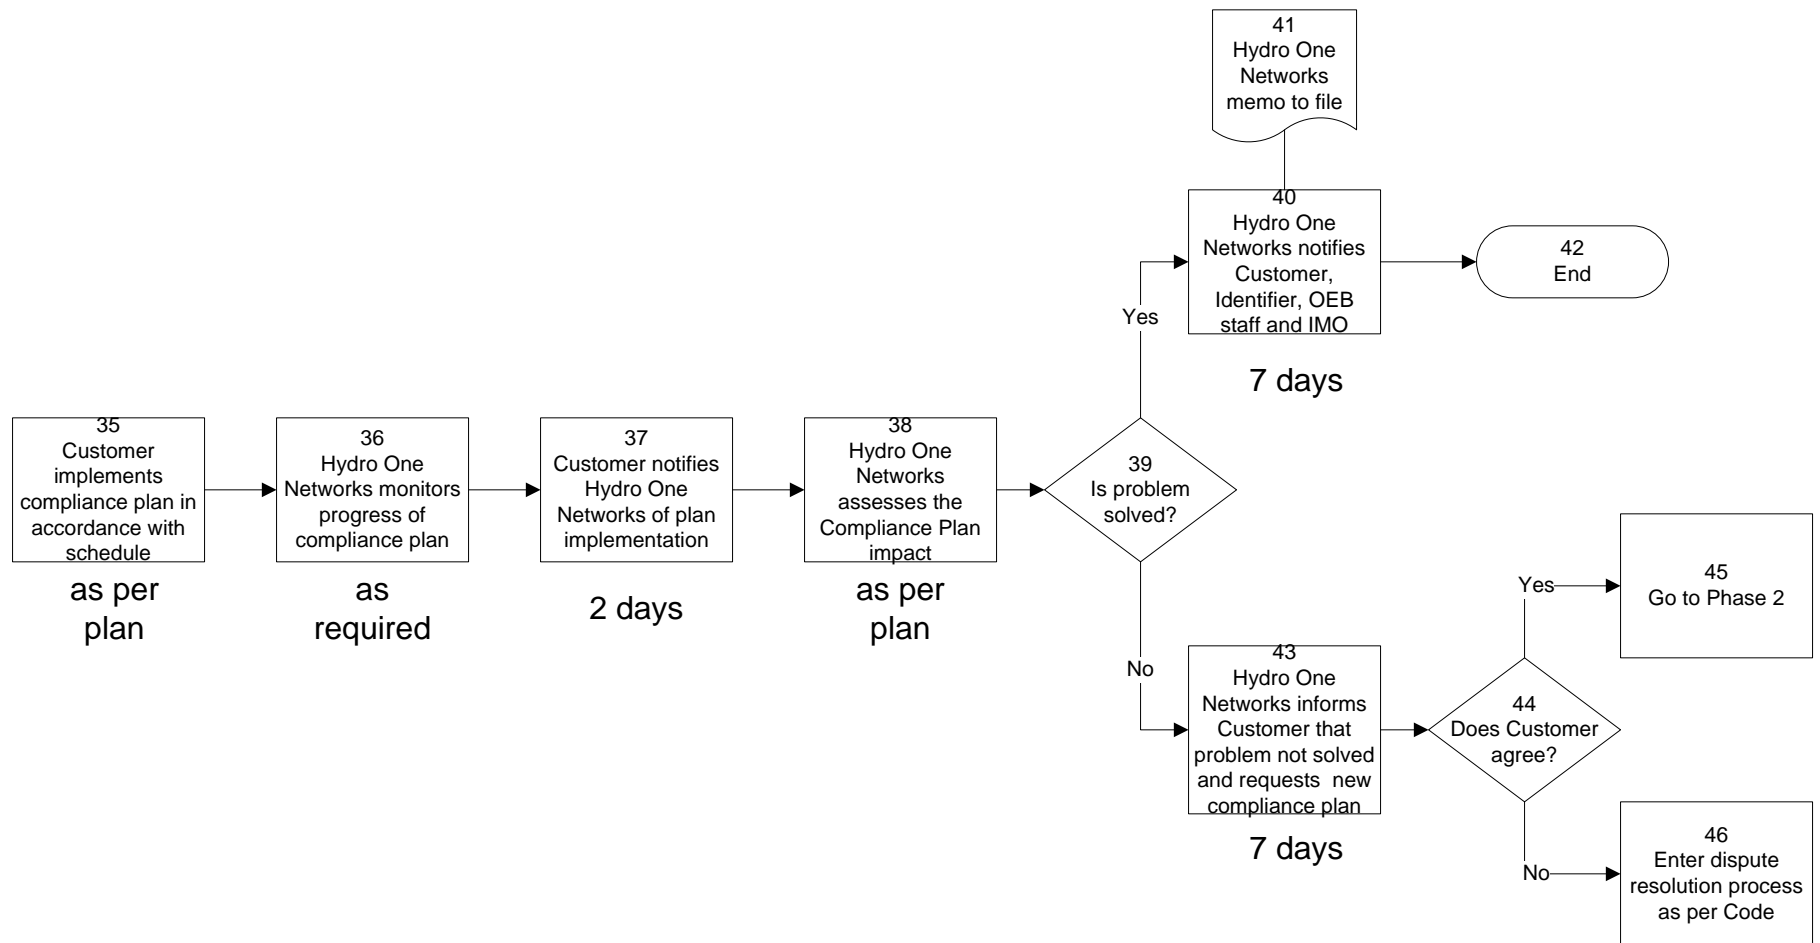 41
Hydro One
Networks
memo to file
40
Hydro One
Networks notifies
Customer,
Identifier, OEB
staff and IMO
7 days
42
End
Yes
35
Customer
implements
compliance plan in
accordance with
schedule
as per
plan
36
Hydro One
Networks monitors
progress of
compliance plan
as
required
37
Customer notifies
Hydro One
Networks of plan
implementation
2 days
38
Hydro One
Networks
assesses the
Compliance Plan
impact
as per
plan
39
Is problem
solved?
No
43
Hydro One
Networks informs
Customer that
problem not solved
and requests  new
compliance plan
7 days
44
Does Customer
agree?
Yes
45
Go to Phase 2
No
46
Enter dispute
resolution process
as per Code